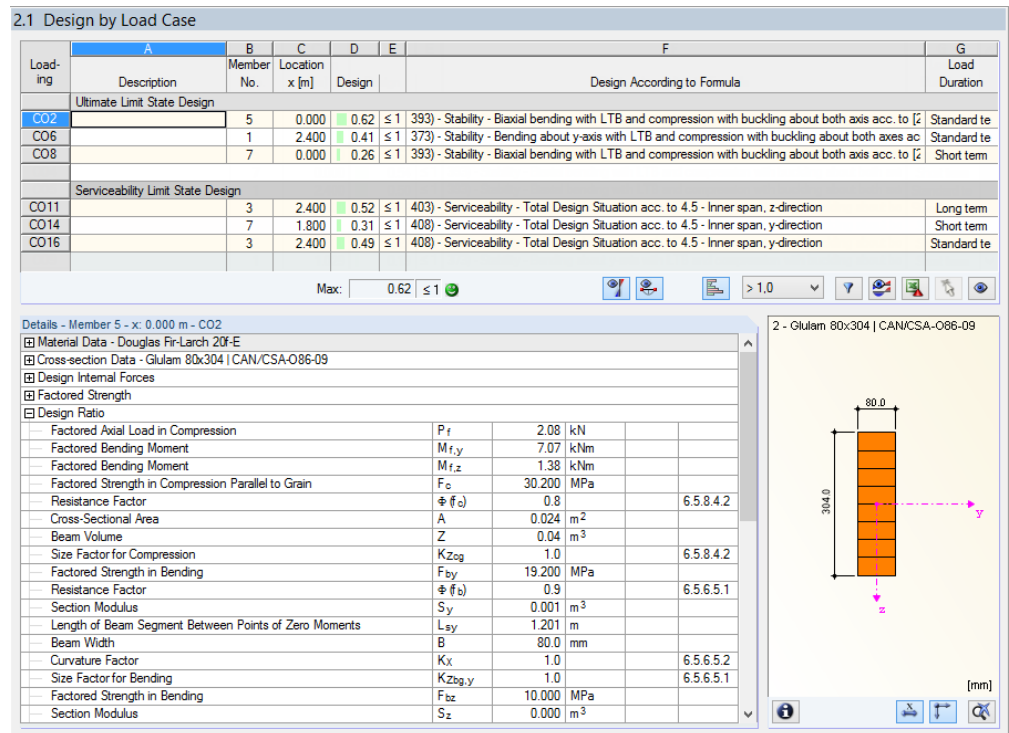 2.1 Design by Load Case
A B C D E F G
Load- Member Location Load
ing Description No. x [m] Design Design According to Formula Duration
Ultimate Limit State Design
CO2 5 0.000 0.62 ≤ 1 393) - Stability - Biaxial bending with LTB and compression with buckling about both axis acc. to [2 Standard te
CO6 1 2.400 0.41 ≤ 1 373) - Stability - Bending about y-axis with LTB and compression with buckling about both axes ac Standard te
CO8 7 0.000 0.26 ≤ 1 393) - Stability - Biaxial bending with LTB and compression with buckling about both axis acc. to [2 Short term
Serviceability Limit State Design
CO11 3 2.400 0.52 ≤ 1 403) - Serviceability - Total Design Situation acc. to 4.5 - Inner span, z-direction Long term
CO14 7 1.800 0.31 ≤ 1 408) - Serviceability - Total Design Situation acc. to 4.5 - Inner span, y-direction Short term
CO16 3 2.400 0.49 ≤ 1 408) - Serviceability - Total Design Situation acc. to 4.5 - Inner span, y-direction Standard te
Max: 0.62 ≤ 1 > 1,0
Details - Member 5 - x: 0.000 m - CO2
Material Data - Douglas Fir-Larch 20f-E
Cross-section Data - Glulam 80x304 | CAN/CSA-O86-09
Design Internal Forces
Factored Strength
Design Ratio
Factored Axial Load in Compression Pf 2.08 kN
Factored Bending Moment Mf,y 7.07 kNm
Factored Bending Moment Mf,z 1.38 kNm
Factored Strength in Compression Parallel to Grain Fc 30.200 MPa
Resistance Factor Φ (fc) 0.8 6.5.8.4.2
Cross-Sectional Area A 0.024 m2
Beam Volume Z 0.04 m3
Size Factor for Compression KZcg 1.0 6.5.8.4.2
Factored Strength in Bending Fby 19.200 MPa
Resistance Factor Φ (fb) 0.9 6.5.6.5.1
Section Modulus Sy 0.001 m3
Length of Beam Segment Between Points of Zero Moments Lsy 1.201 m
Beam Width B 80.0 mm
Curvature Factor KX 1.0 6.5.6.5.2
Size Factor for Bending KZbg,y 1.0 6.5.6.5.1
Factored Strength in Bending Fbz 10.000 MPa
Section Modulus Sz 0.000 m3
2 - Glulam 80x304 | CAN/CSA-O86-09
80.0
304.0
y
z
[mm]